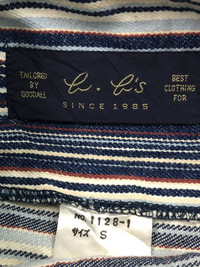 TAILORED
BY
GOODALL
h. h's
SINCE 1985
BEST
CLOTHING
FOR
NO. 1128-1
サイズ S